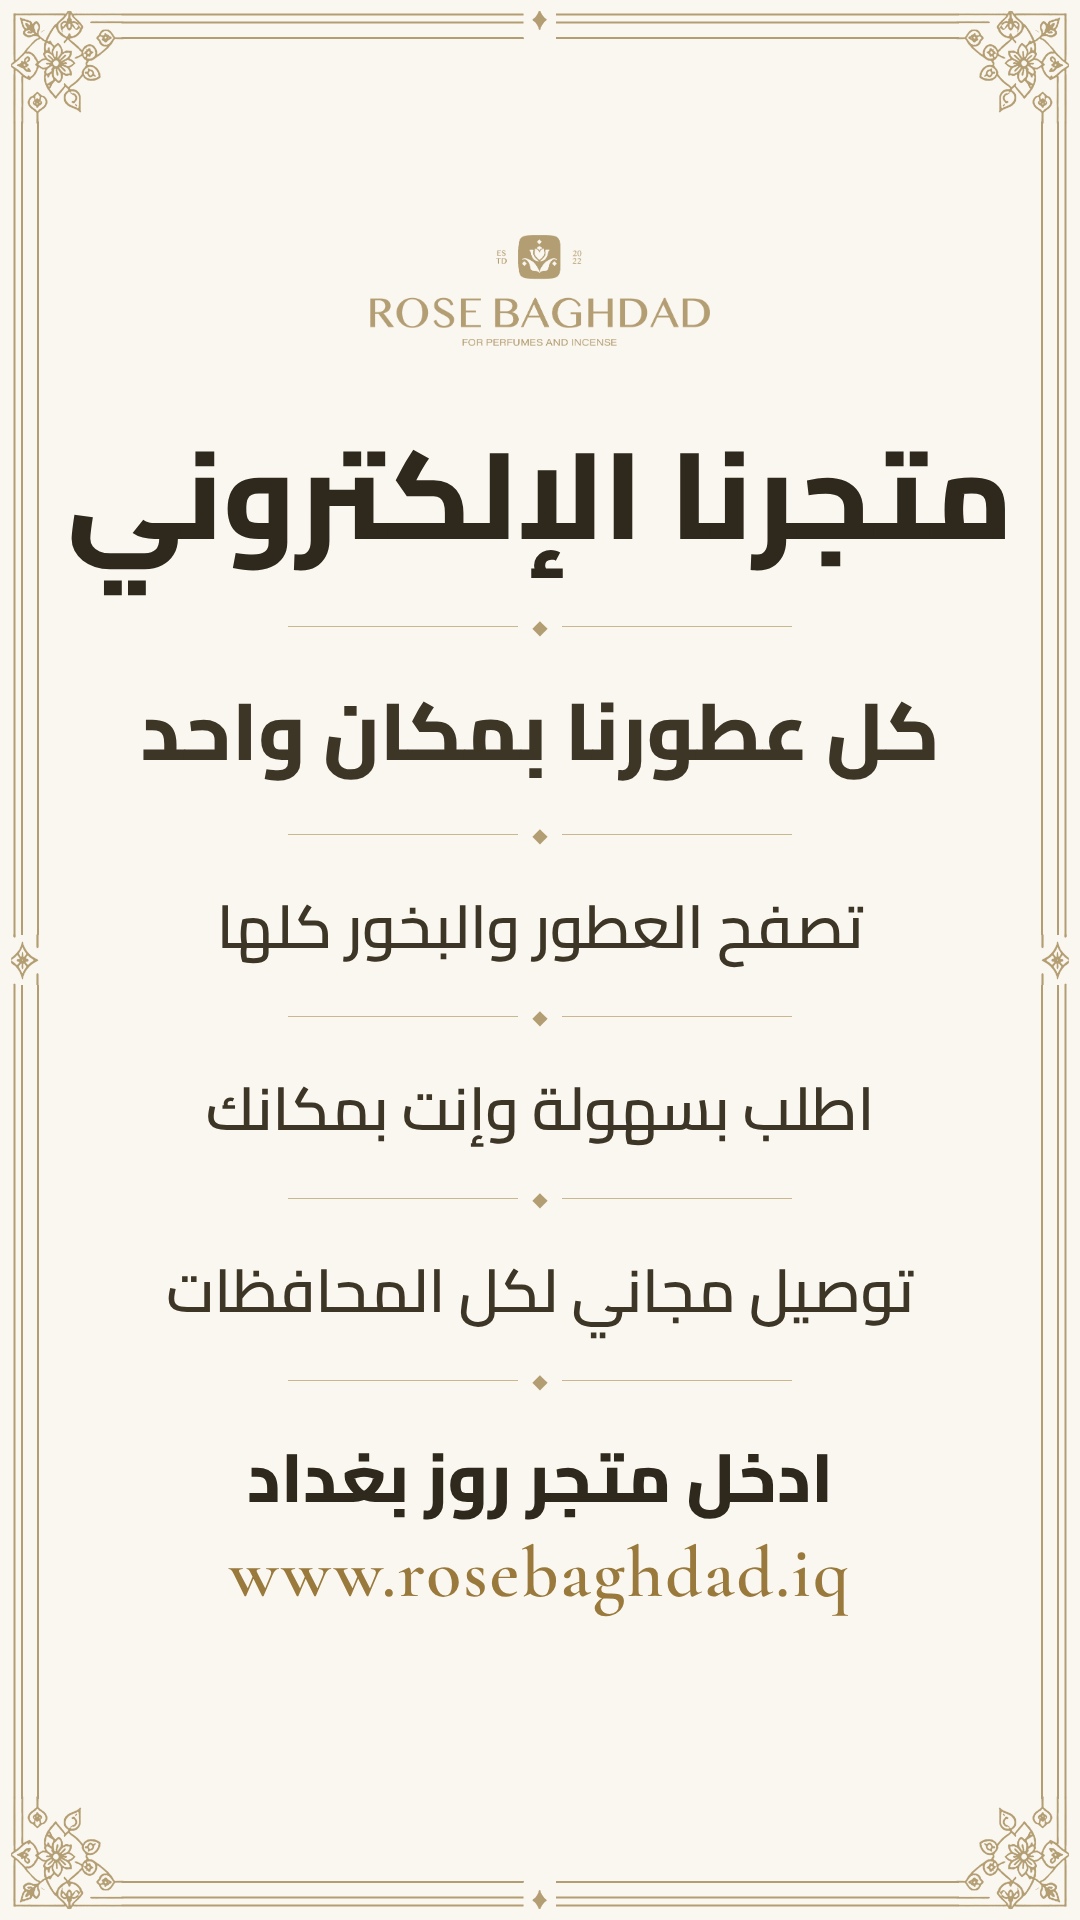 ES
TD
20
22
ROSE BAGHDAD
FOR PERFUMES AND INCENSE
متجرنا الإلكتروني
كل عطورنا بمكان واحد
تصفح العطور والبخور كلها
اطلب بسهولة وإنت بمكانك
توصيل مجاني لكل المحافظات
ادخل متجر روز بغداد
www.rosebaghdad.iq